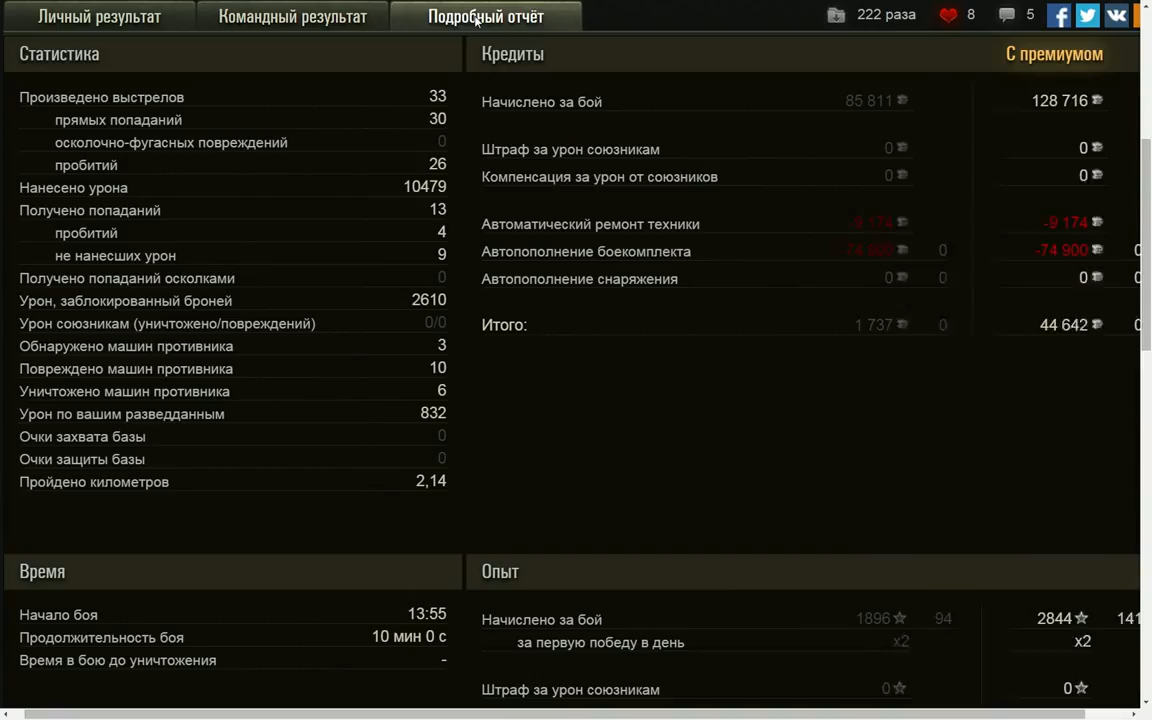 Личный результат Командный результат Подробный отчёт 222 раза 8 5
Статистика
Произведено выстрелов 33
прямых попаданий 30
осколочно-фугасных повреждений 0
пробитий 26
Нанесено урона 10479
Получено попаданий 13
пробитий 4
не нанесших урон 9
Получено попаданий осколками 0
Урон, заблокированный броней 2610
Урон союзникам (уничтожено/повреждений) 0/0
Обнаружено машин противника 3
Повреждено машин противника 10
Уничтожено машин противника 6
Урон по вашим разведданным 832
Очки захвата базы 0
Очки защиты базы 0
Пройдено километров 2,14
Кредиты С премиумом
Начислено за бой 85 811 128 716
Штраф за урон союзникам 0 0
Компенсация за урон от союзников 0 0
Автоматический ремонт техники -9 174 -9 174
Автопополнение боекомплекта -74 900 0 -74 900 0
Автопополнение снаряжения 0 0 0 0
Итого: 1 737 0 44 642 0
Время
Начало боя 13:55
Продолжительность боя 10 мин 0 с
Время в бою до уничтожения -
Опыт
Начислено за бой 1896 94 2844 141
за первую победу в день x2 x2
Штраф за урон союзникам 0 0